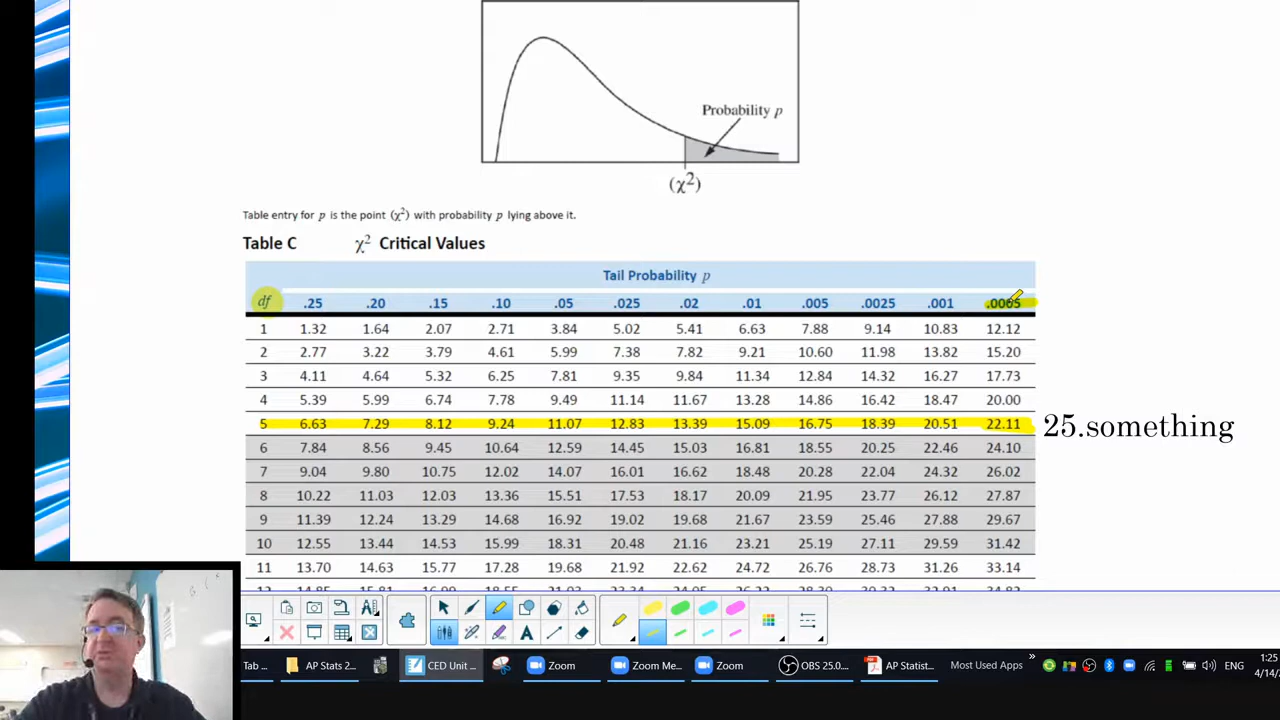 Probability p
(χ²)
Table entry for p is the point (χ²) with probability p lying above it.
Table C χ² Critical Values
Tail Probability p
df .25 .20 .15 .10 .05 .025 .02 .01 .005 .0025 .001 .0005
1 1.32 1.64 2.07 2.71 3.84 5.02 5.41 6.63 7.88 9.14 10.83 12.12
2 2.77 3.22 3.79 4.61 5.99 7.38 7.82 9.21 10.60 11.98 13.82 15.20
3 4.11 4.64 5.32 6.25 7.81 9.35 9.84 11.34 12.84 14.32 16.27 17.73
4 5.39 5.99 6.74 7.78 9.49 11.14 11.67 13.28 14.86 16.42 18.47 20.00
5 6.63 7.29 8.12 9.24 11.07 12.83 13.39 15.09 16.75 18.39 20.51 22.11 25.something
6 7.84 8.56 9.45 10.64 12.59 14.45 15.03 16.81 18.55 20.25 22.46 24.10
7 9.04 9.80 10.75 12.02 14.07 16.01 16.62 18.48 20.28 22.04 24.32 26.02
8 10.22 11.03 12.03 13.36 15.51 17.53 18.17 20.09 21.95 23.77 26.12 27.87
9 11.39 12.24 13.29 14.68 16.92 19.02 19.68 21.67 23.59 25.46 27.88 29.67
10 12.55 13.44 14.53 15.99 18.31 20.48 21.16 23.21 25.19 27.11 29.59 31.42
11 13.70 14.63 15.77 17.28 19.68 21.92 22.62 24.72 26.76 28.73 31.26 33.14
Tab ... AP Stats 2... CED Unit ... Zoom Zoom Me... Zoom OBS 25.0... AP Statist... Most Used Apps » ENG
1:25
4/14/